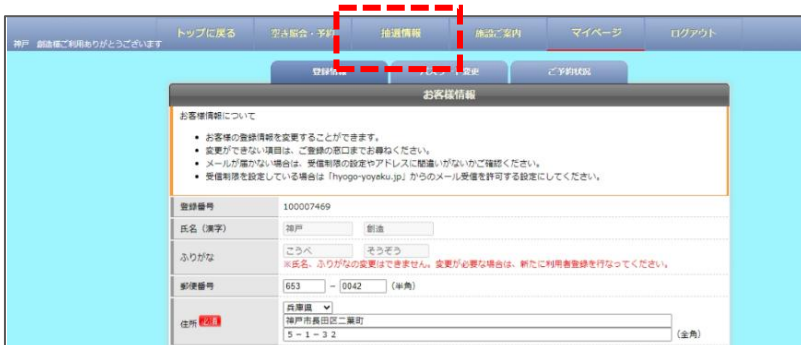 トップに戻る 空き照会・予約 抽選情報 施設ご案内 マイページ ログアウト
神戸 創造様ご利用ありがとうございます
登録情報 変更 ご予約状況
お客様情報
お客様情報について
• お客様の登録情報を変更することができます。
• 変更ができない項目は、ご登録の窓口までお尋ねください。
• メールが届かない場合は、受信制限の設定やアドレスに間違いがないかご確認ください。
• 受信制限を設定している場合は「hyogo-yoyaku.jp」からのメール受信を許可する設定にしてください。
登録番号 100007469
氏名（漢字） 神戸 創造
ふりがな こうべ そうぞう
※氏名、ふりがなの変更はできません。変更が必要な場合は、新たに利用者登録を行なってください。
郵便番号 653 - 0042 （半角）
住所 必須 兵庫県
神戸市長田区二葉町
５－１－３２ （全角）